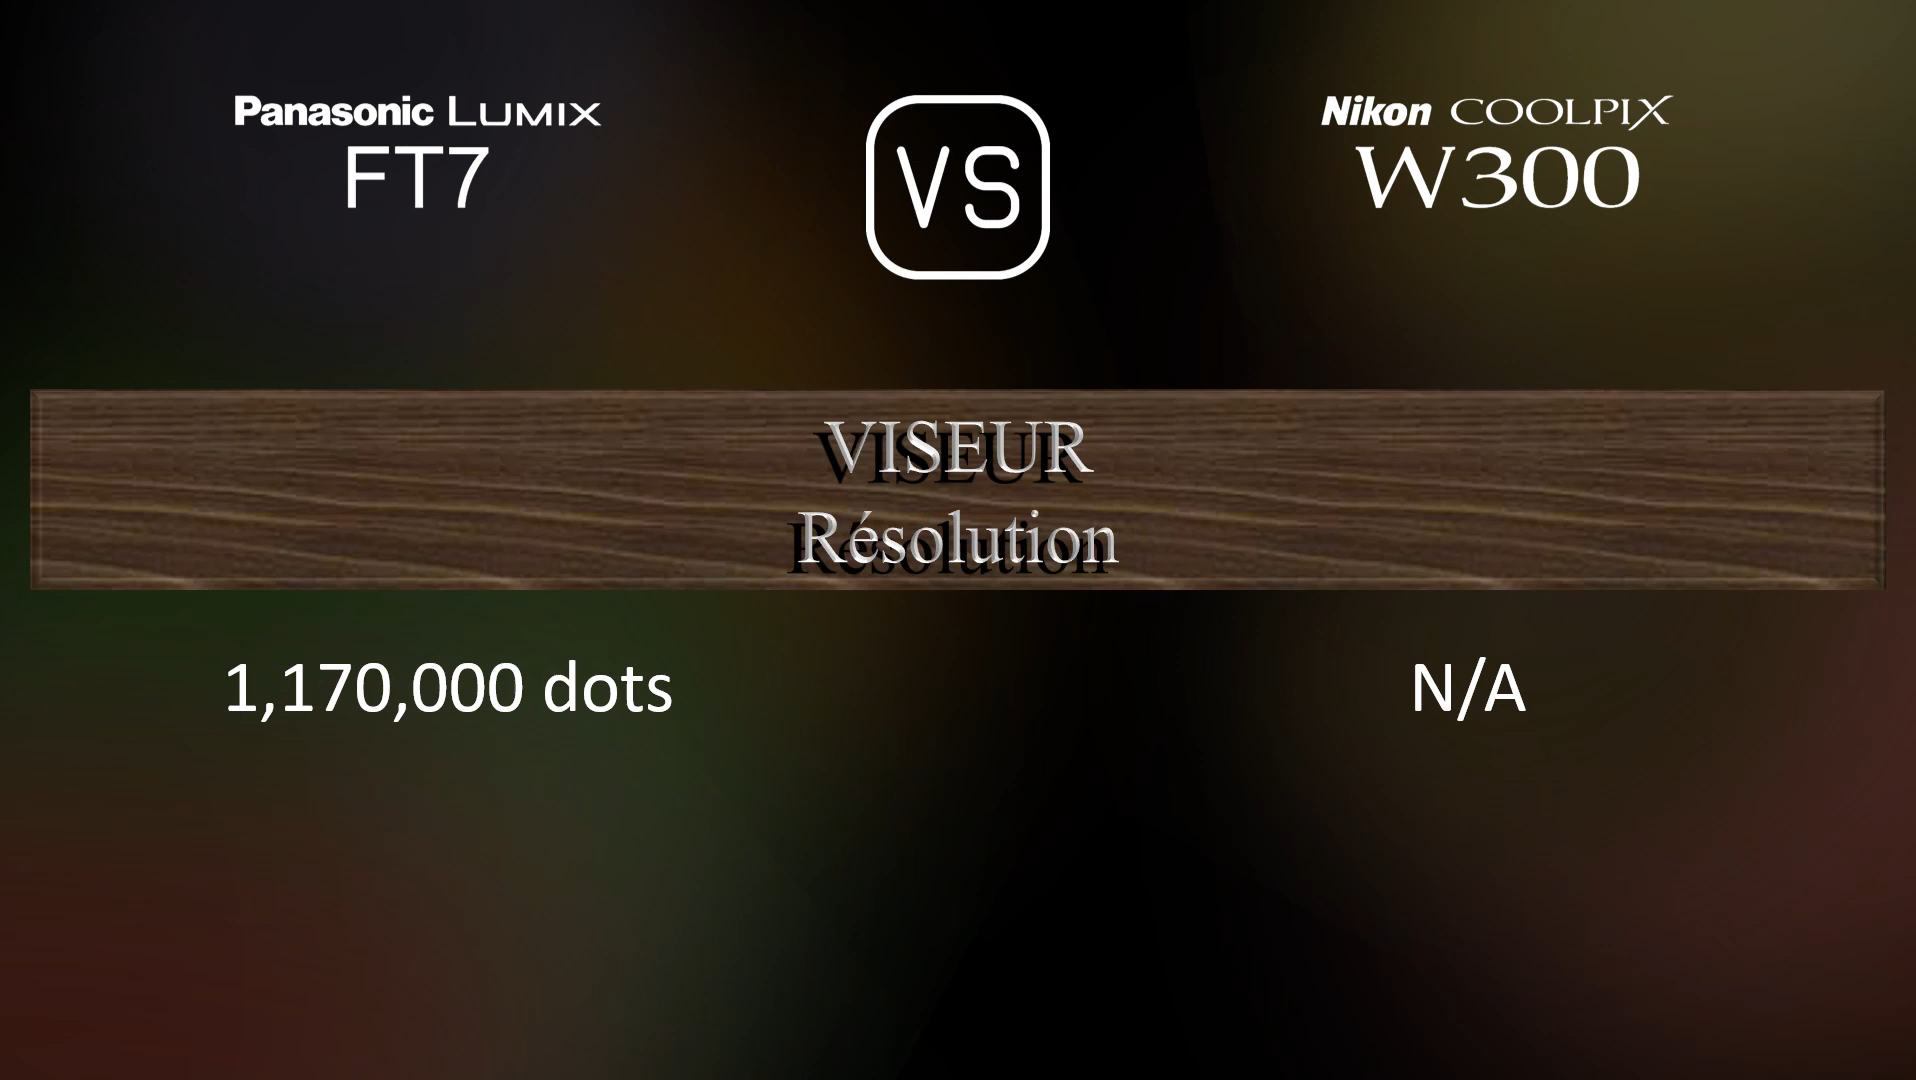 Panasonic LUMIX
FT7
VS
Nikon COOLPIX
W300
VISEUR
Résolution
1,170,000 dots
N/A